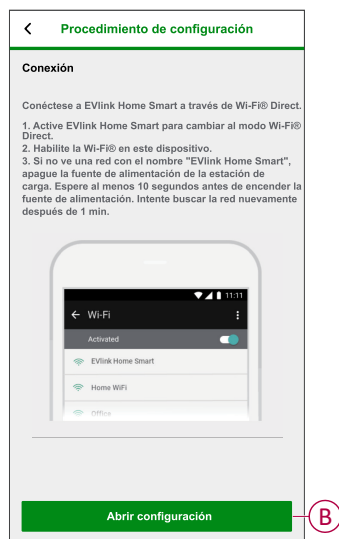 Procedimiento de configuración
Conexión
Conéctese a EVlink Home Smart a través de Wi-Fi® Direct.
1. Active EVlink Home Smart para cambiar al modo Wi-Fi®
Direct.
2. Habilite la Wi-Fi® en este dispositivo.
3. Si no ve una red con el nombre "EVlink Home Smart",
apague la fuente de alimentación de la estación de
carga. Espere al menos 10 segundos antes de encender la
fuente de alimentación. Intente buscar la red nuevamente
después de 1 min.
11:11
Wi-Fi
Activated
EVlink Home Smart
Home WiFi
Office
Abrir configuración
B